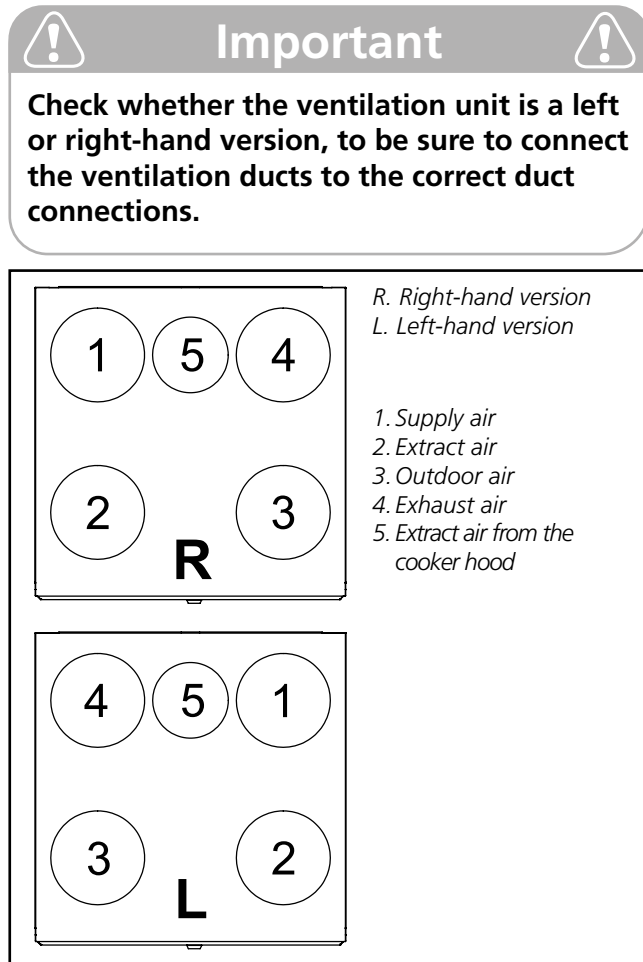 Important
Check whether the ventilation unit is a left
or right-hand version, to be sure to connect
the ventilation ducts to the correct duct
connections.
R. Right-hand version
L. Left-hand version
1. Supply air
2. Extract air
3. Outdoor air
4. Exhaust air
5. Extract air from the
cooker hood
1 5 4
2 3
R
4 5 1
3 2
L